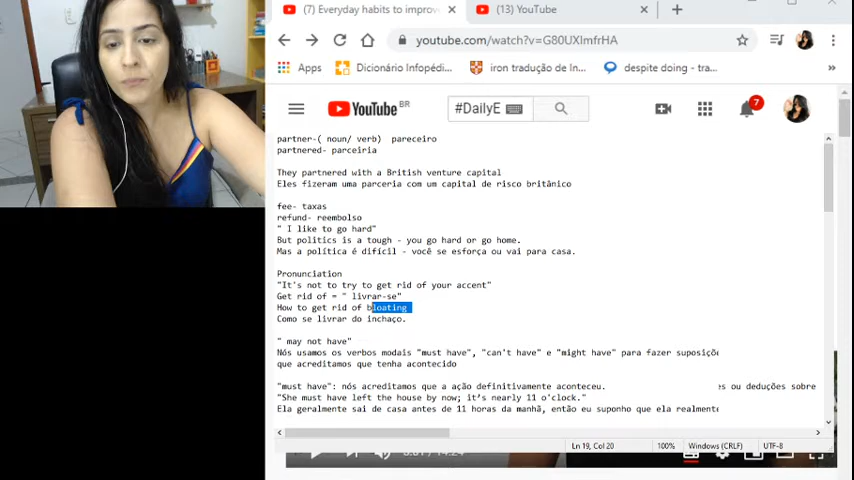 (7) Everyday habits to improve
(13) YouTube
youtube.com/watch?v=G80UXImfrHA
Apps
Dicionário Infopédi...
iron tradução de In...
despite doing - tra...
YouTube BR
#DailyE
7
partner-( noun/ verb) pareceiro
partnered- parceiria
They partnered with a British venture capital
Eles fizeram uma parceria com um capital de risco britânico
fee- taxas
refund- reembolso
" I like to go hard"
But politics is a tough - you go hard or go home.
Mas a política é difícil - você se esforça ou vai para casa.
Pronunciation
"It's not to try to get rid of your accent"
Get rid of = " livrar-se"
How to get rid of bloating
Como se livrar do inchaço.
" may not have"
Nós usamos os verbos modais "must have", "can't have" e "might have" para fazer suposiçõe
que acreditamos que tenha acontecido
es ou deduções sobre
"must have": nós acreditamos que a ação definitivamente aconteceu.
"She must have left the house by now; it's nearly 11 o'clock."
Ela geralmente sai de casa antes de 11 horas da manhã, então eu suponho que ela realmente
Ln 19, Col 20
100%
Windows (CRLF)
UTF-8